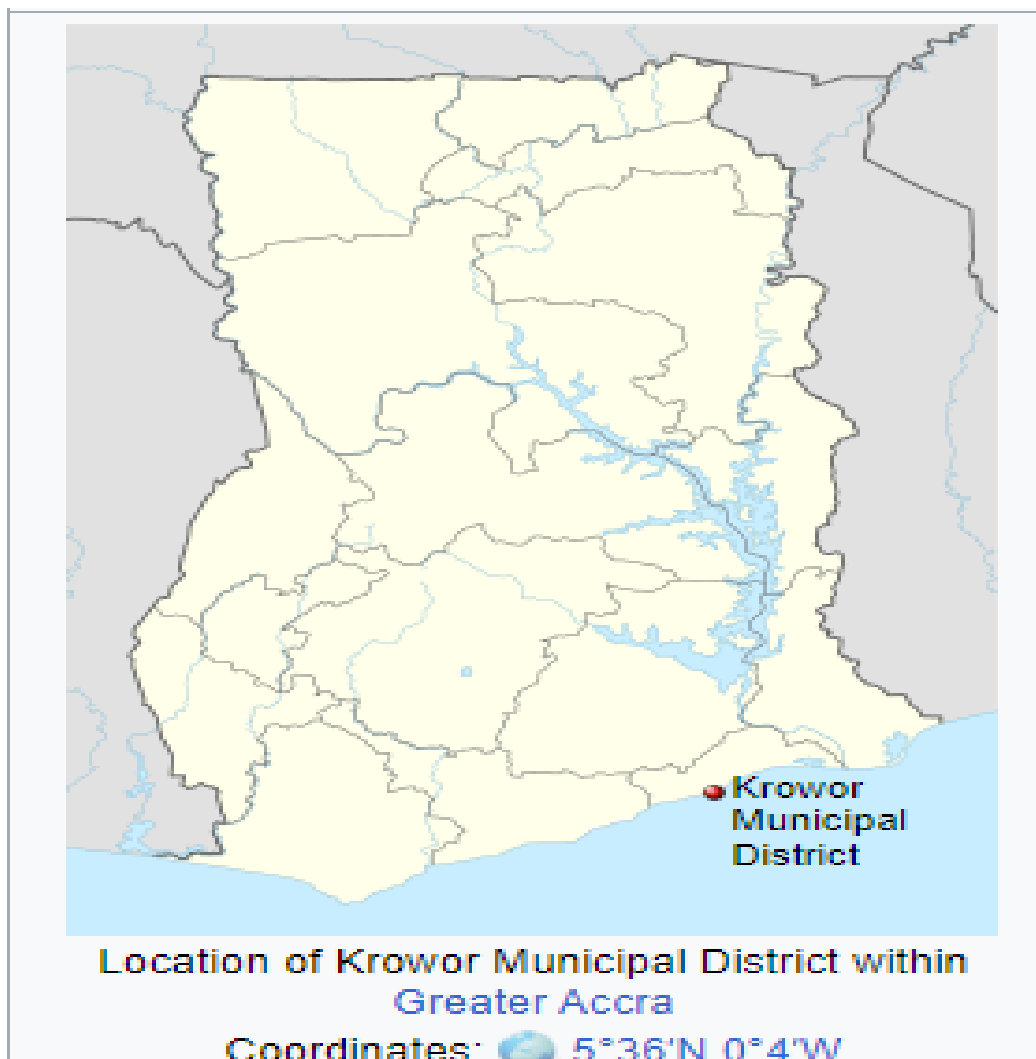 Krowor
Municipal
District
Location of Krowor Municipal District within
Greater Accra
Coordinates: 5°36′N 0°4′W